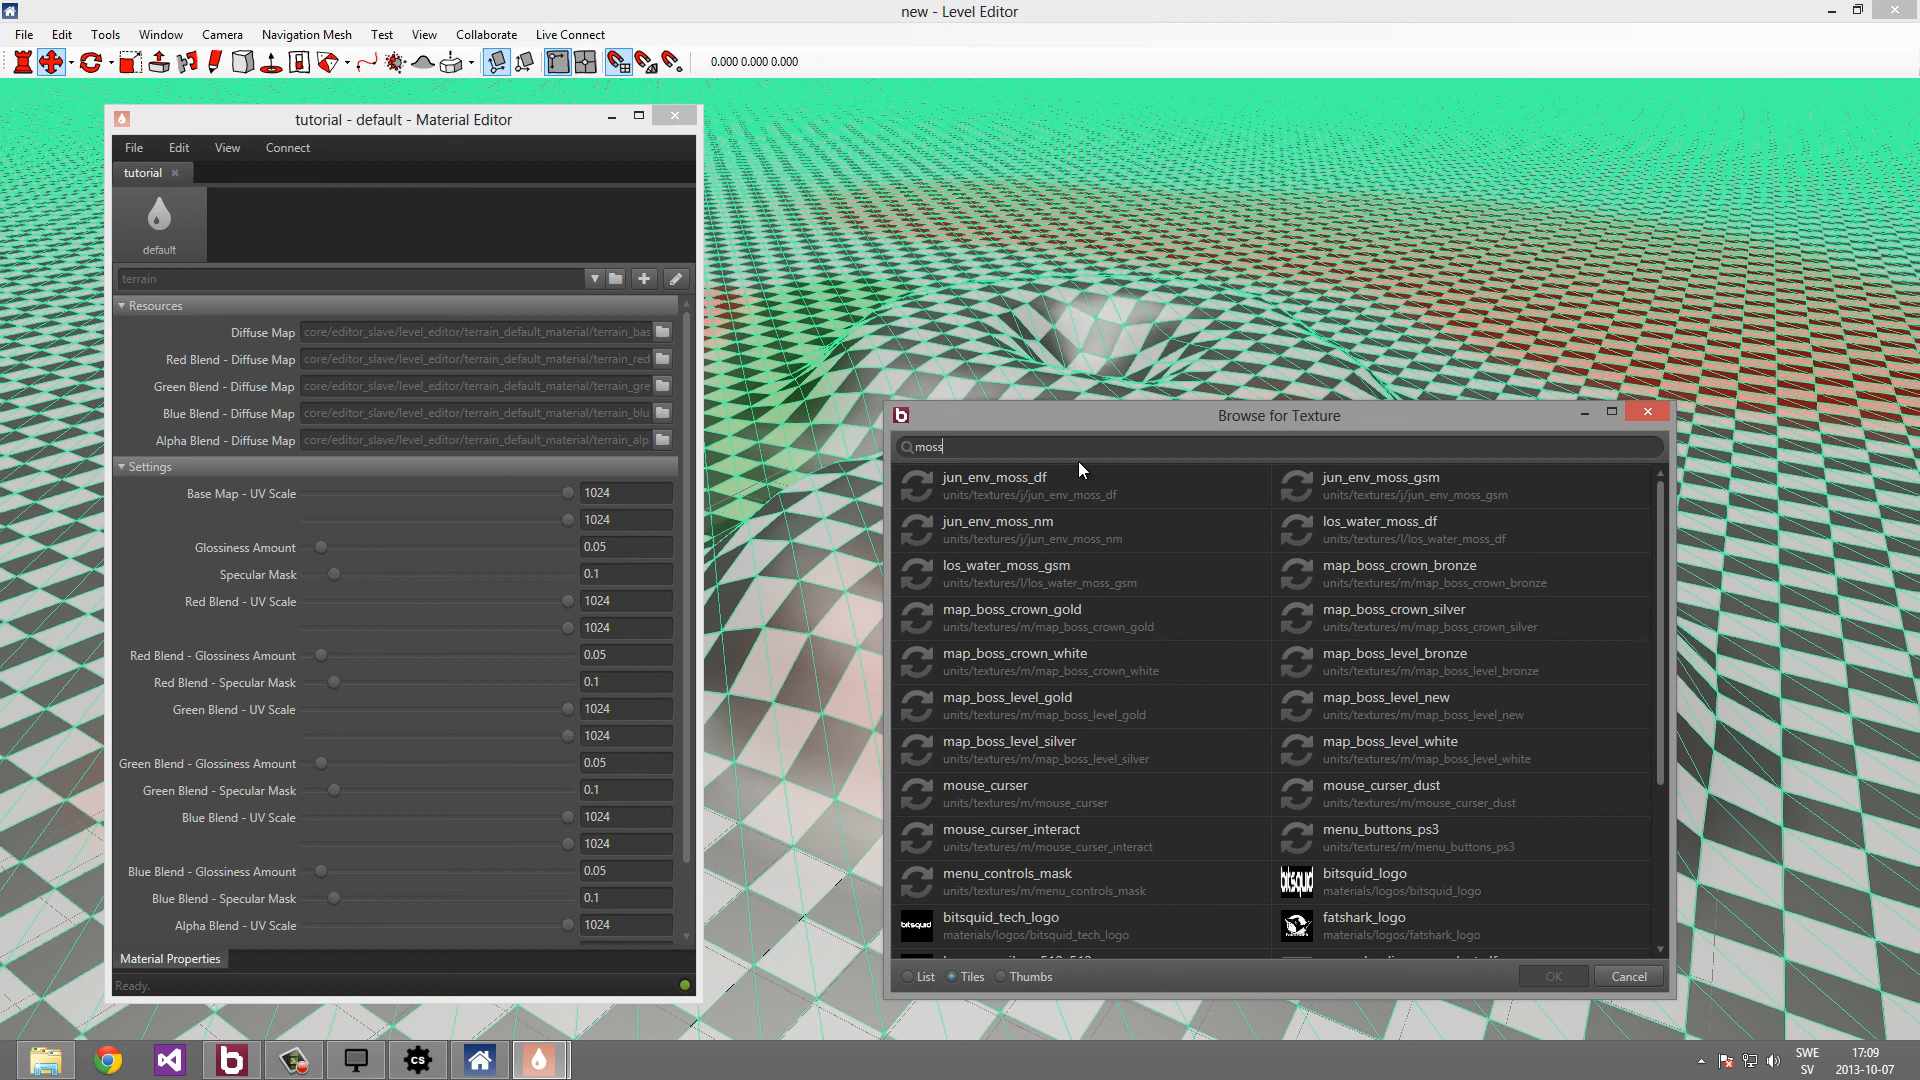 new - Level Editor
File Edit Tools Window Camera Navigation Mesh Test View Collaborate Live Connect
0.000 0.000 0.000
tutorial - default - Material Editor
File Edit View Connect
tutorial
default
terrain
Resources
Diffuse Map core/editor_slave/level_editor/terrain_default_material/terrain_bas
Red Blend - Diffuse Map core/editor_slave/level_editor/terrain_default_material/terrain_red
Green Blend - Diffuse Map core/editor_slave/level_editor/terrain_default_material/terrain_gre
Blue Blend - Diffuse Map core/editor_slave/level_editor/terrain_default_material/terrain_blu
Alpha Blend - Diffuse Map core/editor_slave/level_editor/terrain_default_material/terrain_alp
Settings
Base Map - UV Scale 1024
1024
Glossiness Amount 0.05
Specular Mask 0.1
Red Blend - UV Scale 1024
1024
Red Blend - Glossiness Amount 0.05
Red Blend - Specular Mask 0.1
Green Blend - UV Scale 1024
1024
Green Blend - Glossiness Amount 0.05
Green Blend - Specular Mask 0.1
Blue Blend - UV Scale 1024
1024
Blue Blend - Glossiness Amount 0.05
Blue Blend - Specular Mask 0.1
Alpha Blend - UV Scale 1024
Material Properties
Ready.
Browse for Texture
moss
jun_env_moss_df
units/textures/j/jun_env_moss_df
jun_env_moss_gsm
units/textures/j/jun_env_moss_gsm
jun_env_moss_nm
units/textures/j/jun_env_moss_nm
los_water_moss_df
units/textures/l/los_water_moss_df
los_water_moss_gsm
units/textures/l/los_water_moss_gsm
map_boss_crown_bronze
units/textures/m/map_boss_crown_bronze
map_boss_crown_gold
units/textures/m/map_boss_crown_gold
map_boss_crown_silver
units/textures/m/map_boss_crown_silver
map_boss_crown_white
units/textures/m/map_boss_crown_white
map_boss_level_bronze
units/textures/m/map_boss_level_bronze
map_boss_level_gold
units/textures/m/map_boss_level_gold
map_boss_level_new
units/textures/m/map_boss_level_new
map_boss_level_silver
units/textures/m/map_boss_level_silver
map_boss_level_white
units/textures/m/map_boss_level_white
mouse_curser
units/textures/m/mouse_curser
mouse_curser_dust
units/textures/m/mouse_curser_dust
mouse_curser_interact
units/textures/m/mouse_curser_interact
menu_buttons_ps3
units/textures/m/menu_buttons_ps3
menu_controls_mask
units/textures/m/menu_controls_mask
bitsquid
bitsquid_logo
materials/logos/bitsquid_logo
bitsquid
bitsquid_tech_logo
materials/logos/bitsquid_tech_logo
fatshark_logo
materials/logos/fatshark_logo
List Tiles Thumbs OK Cancel
CS
SWE
SV
17:09
2013-10-07